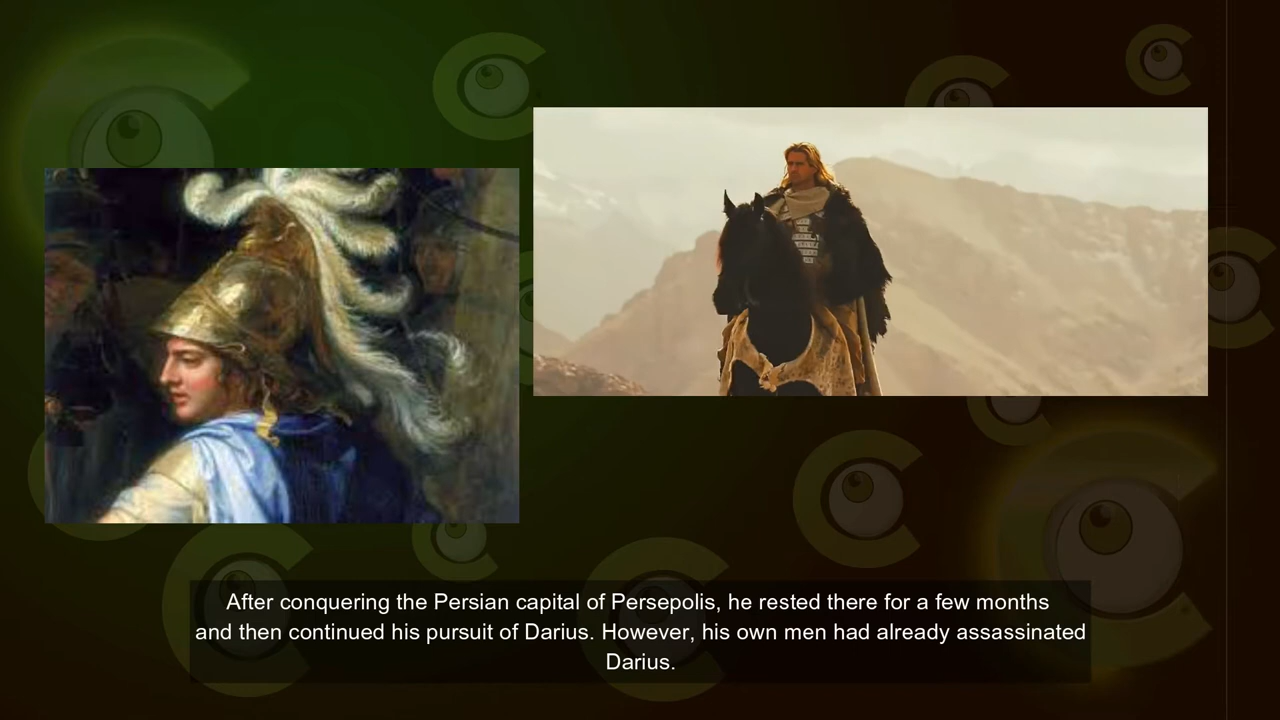 After conquering the Persian capital of Persepolis, he rested there for a few months
and then continued his pursuit of Darius. However, his own men had already assassinated
Darius.